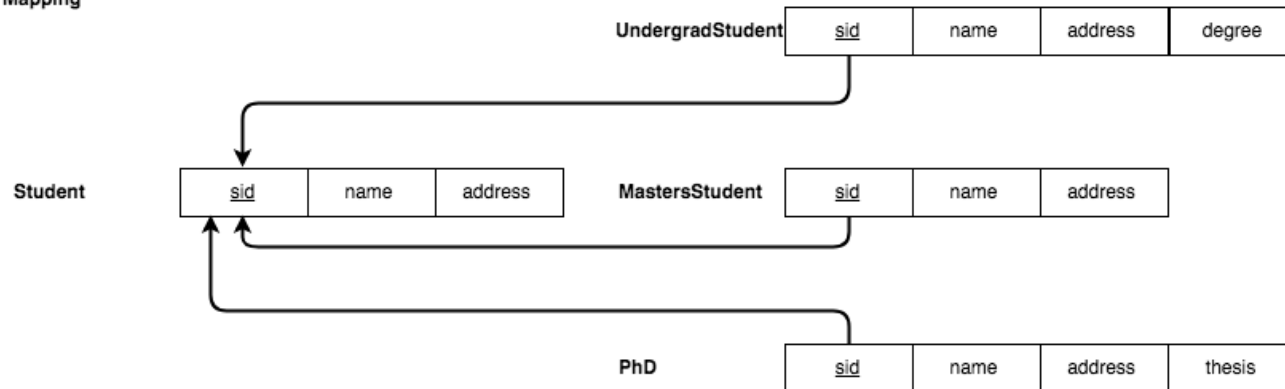 Mapping
UndergradStudent sid name address degree
Student sid name address MastersStudent sid name address
PhD sid name address thesis